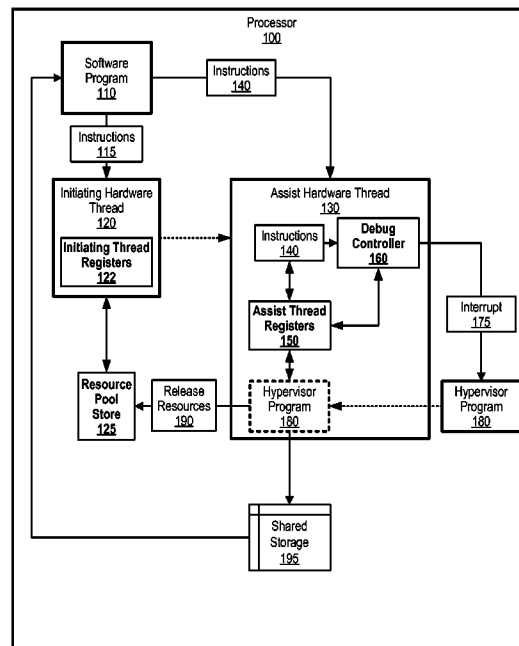 Processor
100
Software
Program
110
Instructions
140
Instructions
115
Initiating Hardware
Thread
120
Initiating Thread
Registers
122
Assist Hardware Thread
130
Instructions
140
Debug
Controller
160
Assist Thread
Registers
150
Interrupt
175
Resource
Pool
Store
125
Release
Resources
190
Hypervisor
Program
180
Hypervisor
Program
180
Shared
Storage
195